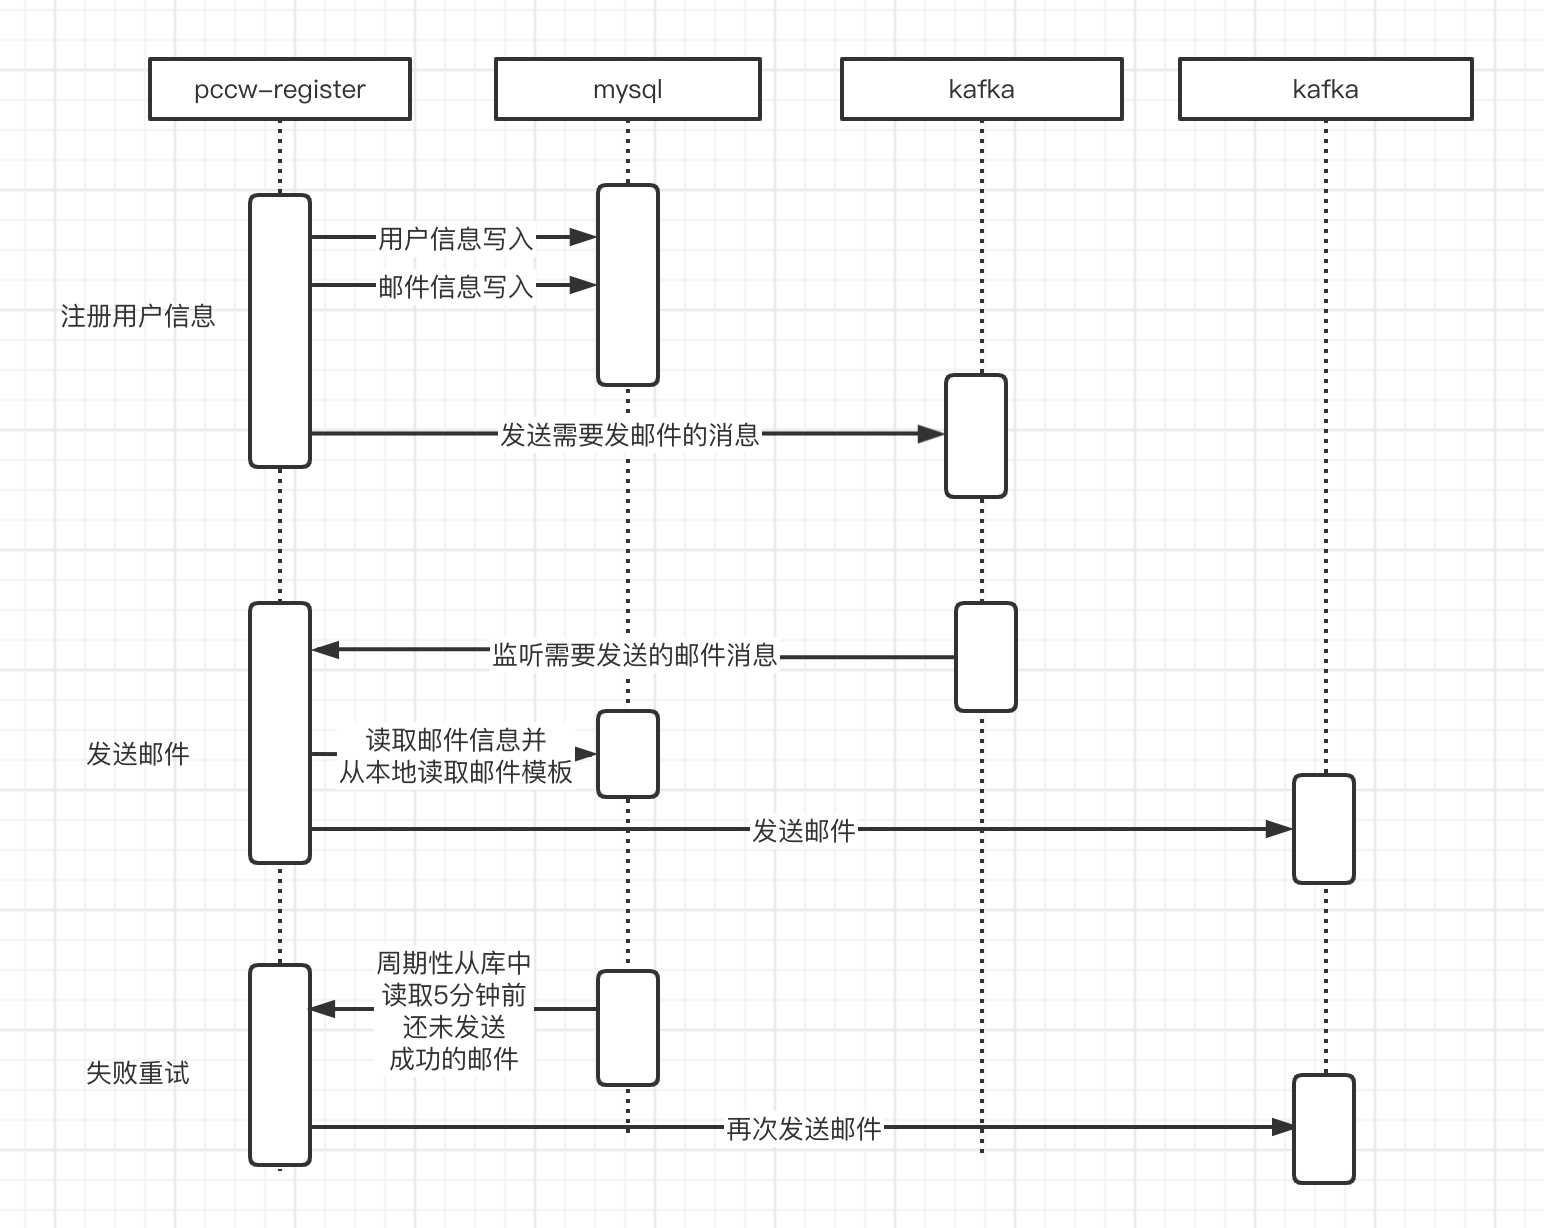 pccw-register
mysql
kafka
kafka
用户信息写入
邮件信息写入
注册用户信息
发送需要发邮件的消息
监听需要发送的邮件消息
读取邮件信息并
从本地读取邮件模板
发送邮件
发送邮件
周期性从库中
读取5分钟前
还未发送
成功的邮件
失败重试
再次发送邮件